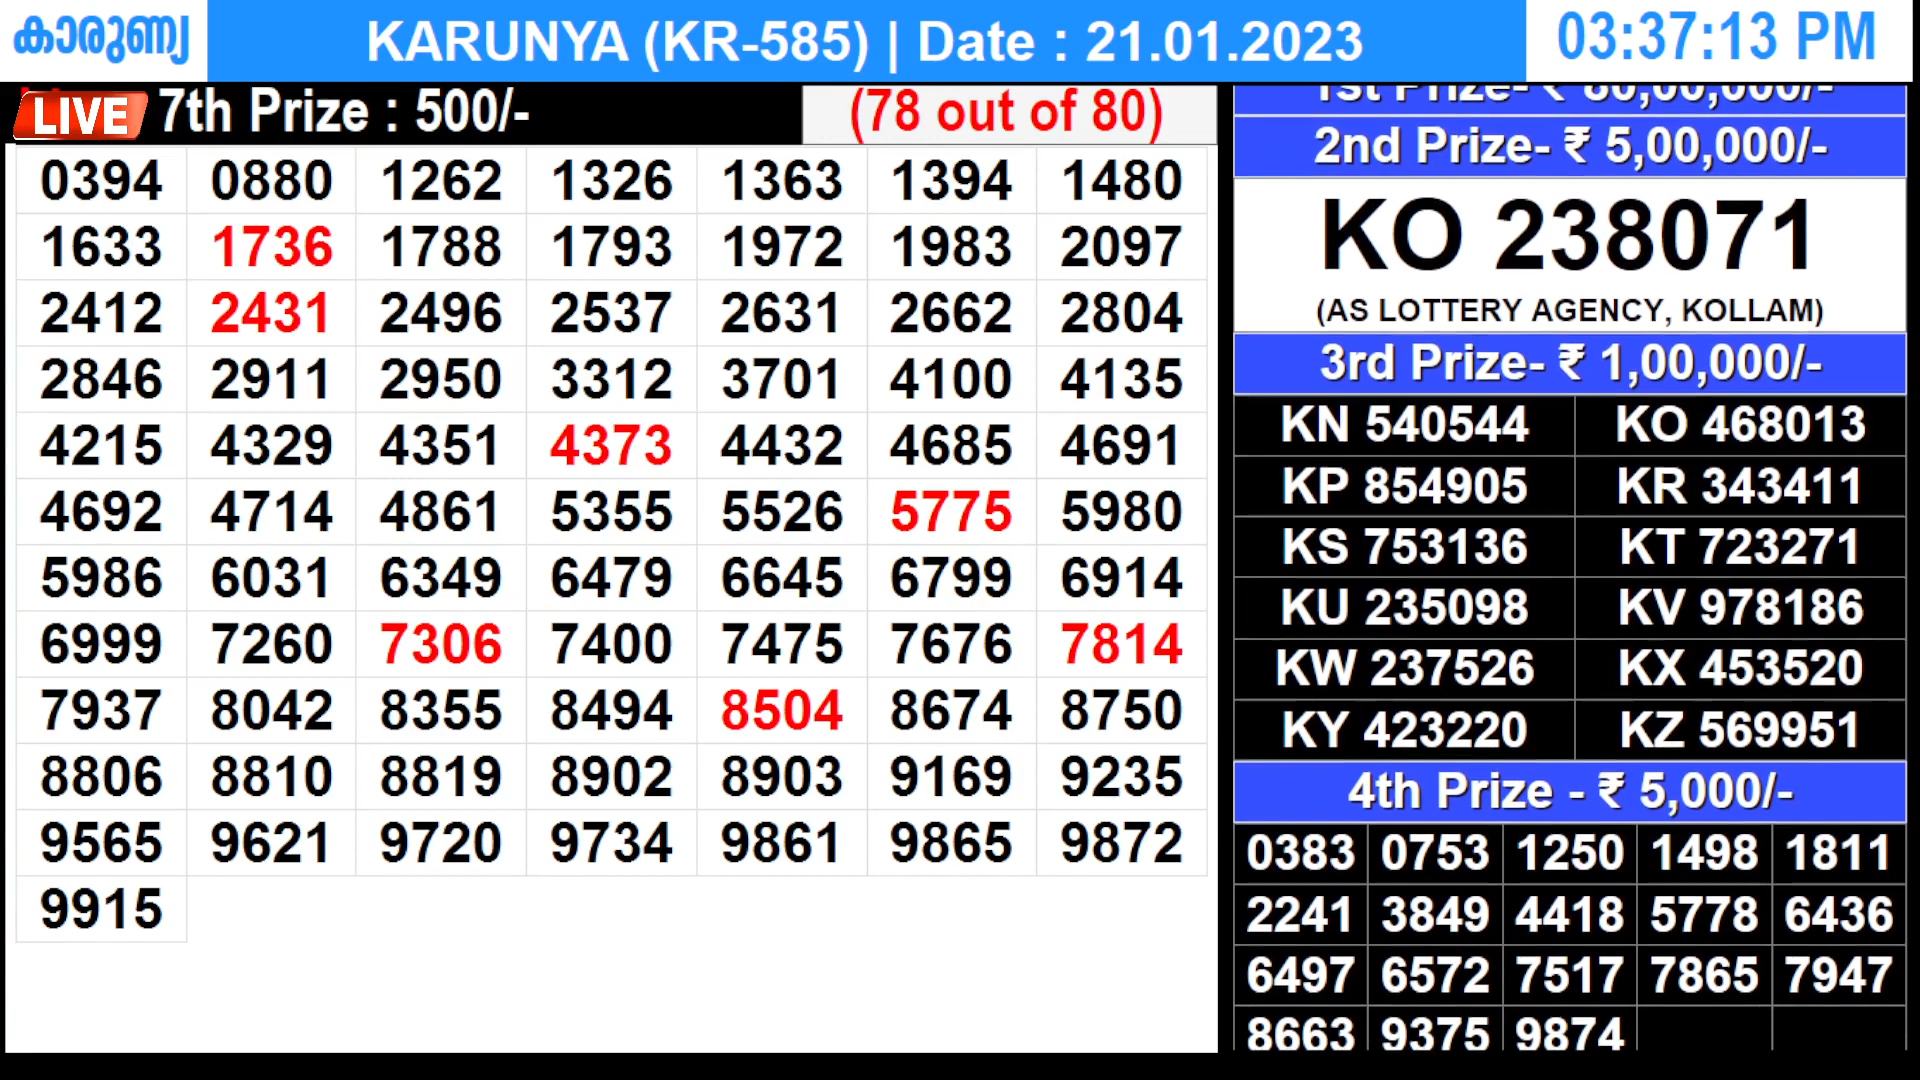 കാരുണ്യ
KARUNYA (KR-585) | Date : 21.01.2023
03:37:13 PM
LIVE 7th Prize : 500/-
(78 out of 80)
0394 0880 1262 1326 1363 1394 1480
1633 1736 1788 1793 1972 1983 2097
2412 2431 2496 2537 2631 2662 2804
2846 2911 2950 3312 3701 4100 4135
4215 4329 4351 4373 4432 4685 4691
4692 4714 4861 5355 5526 5775 5980
5986 6031 6349 6479 6645 6799 6914
6999 7260 7306 7400 7475 7676 7814
7937 8042 8355 8494 8504 8674 8750
8806 8810 8819 8902 8903 9169 9235
9565 9621 9720 9734 9861 9865 9872
9915
1st Prize- ₹ 80,00,000/-
2nd Prize- ₹ 5,00,000/-
KO 238071
(AS LOTTERY AGENCY, KOLLAM)
3rd Prize- ₹ 1,00,000/-
KN 540544 KO 468013
KP 854905 KR 343411
KS 753136 KT 723271
KU 235098 KV 978186
KW 237526 KX 453520
KY 423220 KZ 569951
4th Prize - ₹ 5,000/-
0383 0753 1250 1498 1811
2241 3849 4418 5778 6436
6497 6572 7517 7865 7947
8663 9375 9874